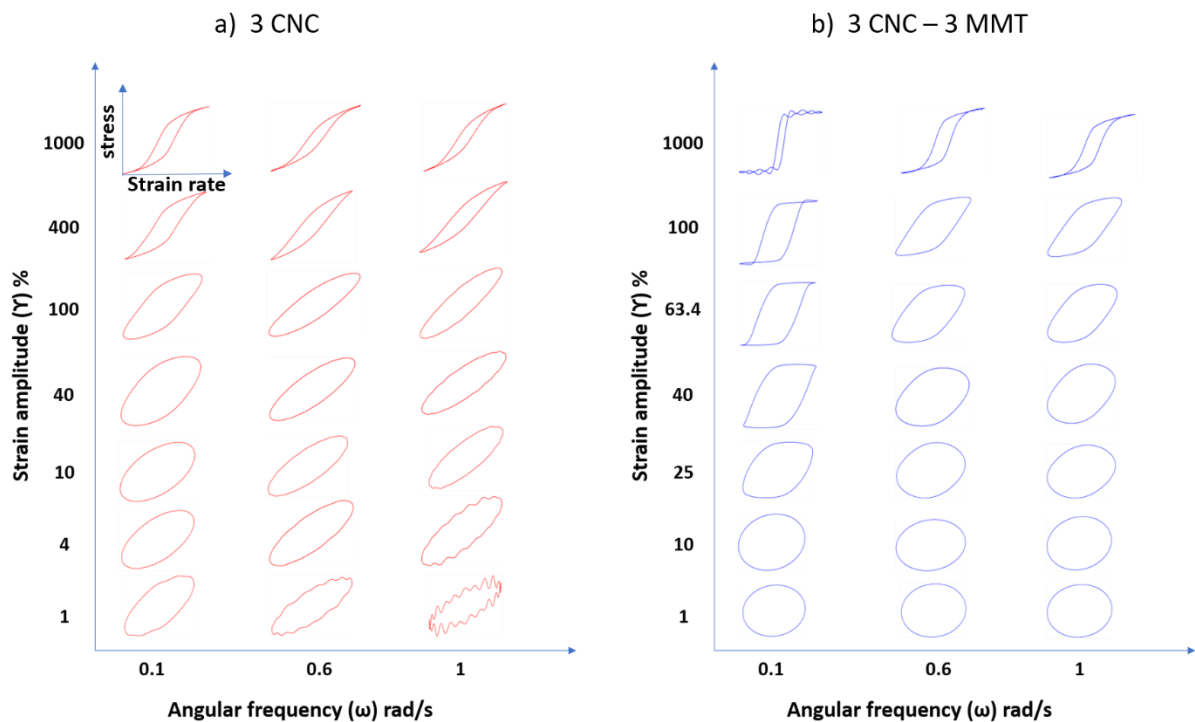 a) 3 CNC
b) 3 CNC – 3 MMT
stress
Strain rate
Strain amplitude (ϒ) %
1000
400
100
40
10
4
1
0.1
0.6
1
Angular frequency (ω) rad/s
Strain amplitude (ϒ) %
1000
100
63.4
40
25
10
1
0.1
0.6
1
Angular frequency (ω) rad/s